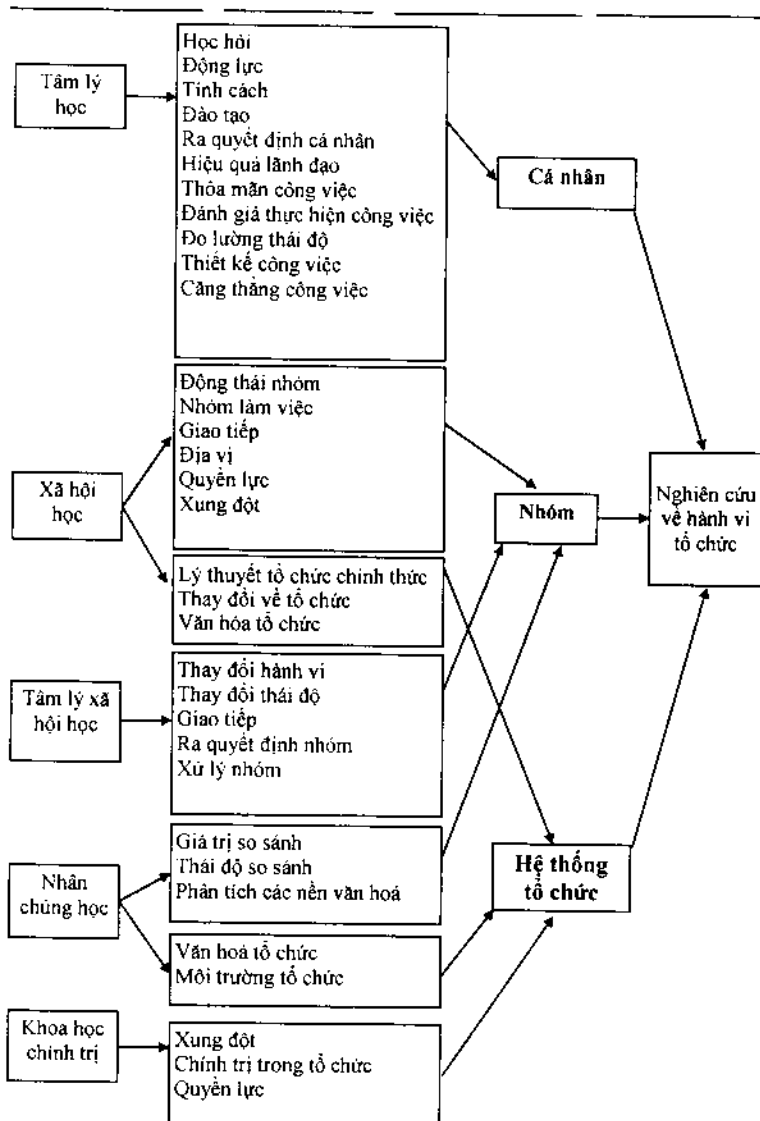 Tâm lý
học
Học hỏi
Động lực
Tính cách
Đào tạo
Ra quyết định cá nhân
Hiệu quả lãnh đạo
Thỏa mãn công việc
Đánh giá thực hiện công việc
Đo lường thái độ
Thiết kế công việc
Căng thẳng công việc
Cá nhân
Xã hội
học
Động thái nhóm
Nhóm làm việc
Giao tiếp
Địa vị
Quyền lực
Xung đột
Lý thuyết tổ chức chính thức
Thay đổi về tổ chức
Văn hóa tổ chức
Nhóm
Nghiên cứu
về hành vi
tổ chức
Tâm lý xã
hội học
Thay đổi hành vi
Thay đổi thái độ
Giao tiếp
Ra quyết định nhóm
Xử lý nhóm
Nhân
chủng học
Giá trị so sánh
Thái độ so sánh
Phân tích các nền văn hoá
Văn hoá tổ chức
Môi trường tổ chức
Hệ thống
tổ chức
Khoa học
chính trị
Xung đột
Chính trị trong tổ chức
Quyền lực